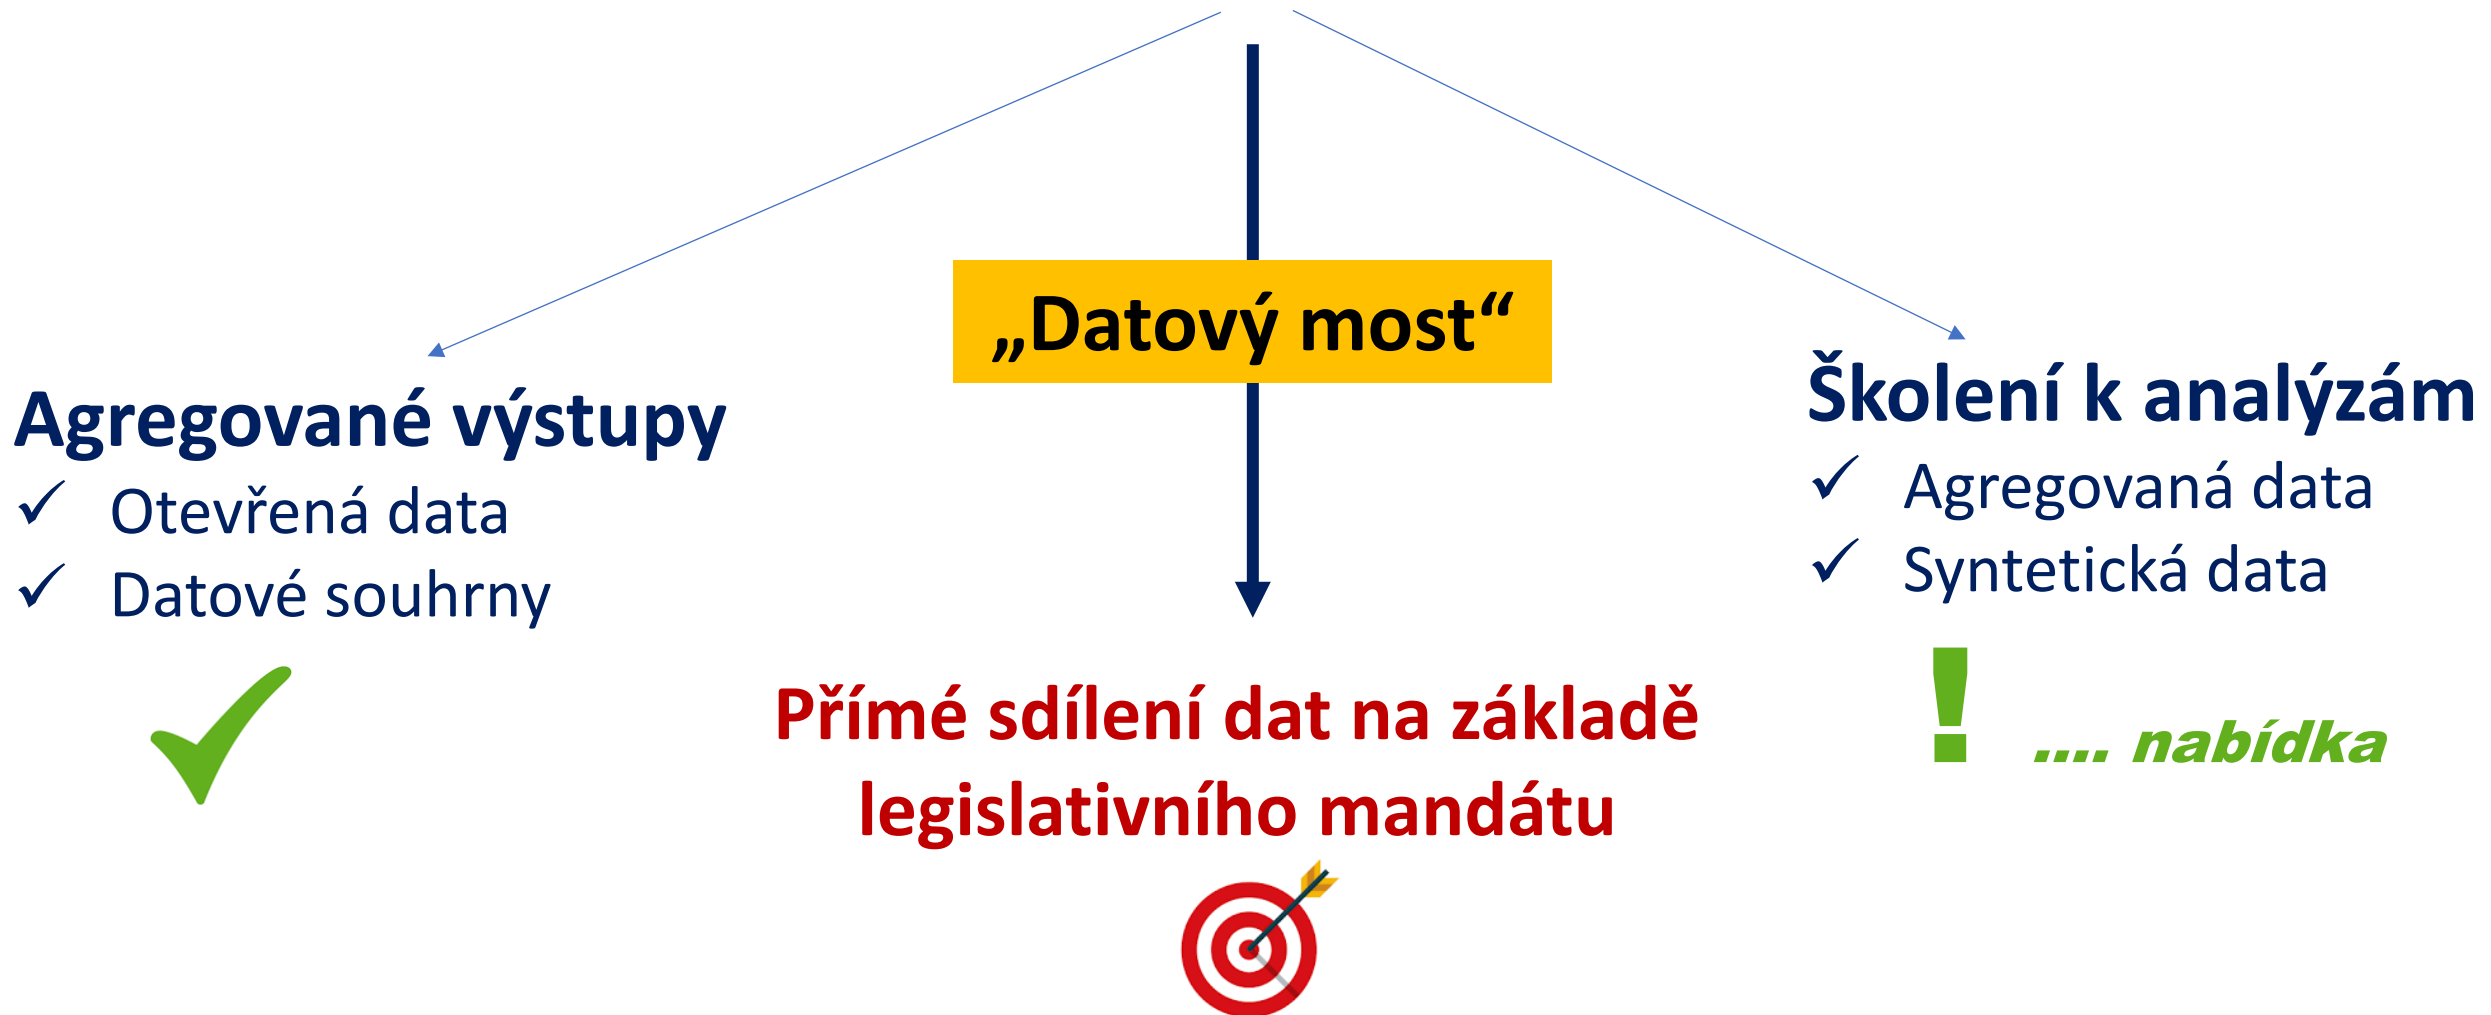 „Datový most“
Agregované výstupy
Otevřená data
Datové souhrny
Přímé sdílení dat na základě
legislativního mandátu
Školení k analýzám
Agregovaná data
Syntetická data
! .... nabídka